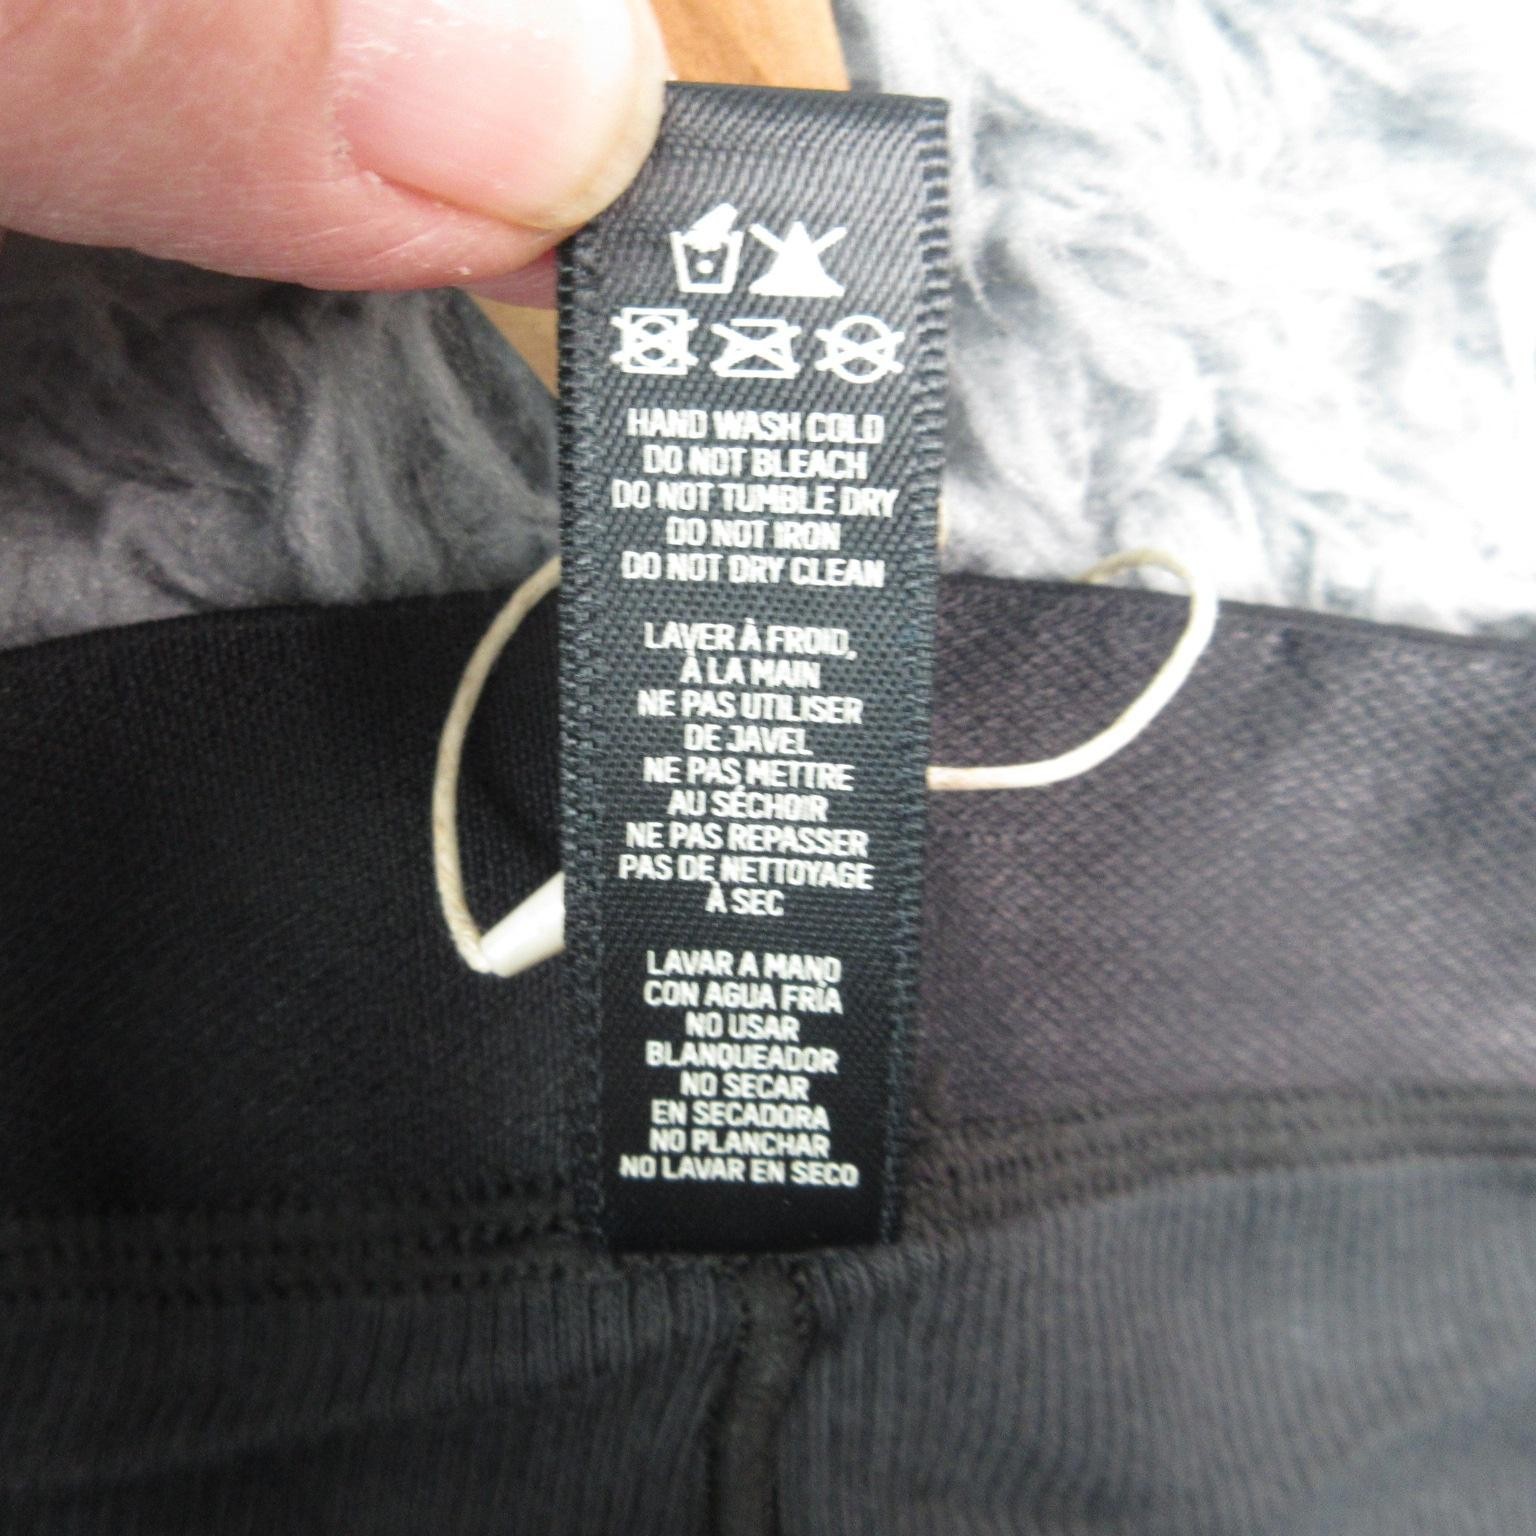 HAND WASH COLD
DO NOT BLEACH
DO NOT TUMBLE DRY
DO NOT IRON
DO NOT DRY CLEAN
LAVER À FROID,
À LA MAIN
NE PAS UTILISER
DE JAVEL
NE PAS METTRE
AU SÉCHOIR
NE PAS REPASSER
PAS DE NETTOYAGE
À SEC
LAVAR A MANO
CON AGUA FRÍA
NO USAR
BLANQUEADOR
NO SECAR
EN SECADORA
NO PLANCHAR
NO LAVAR EN SECO